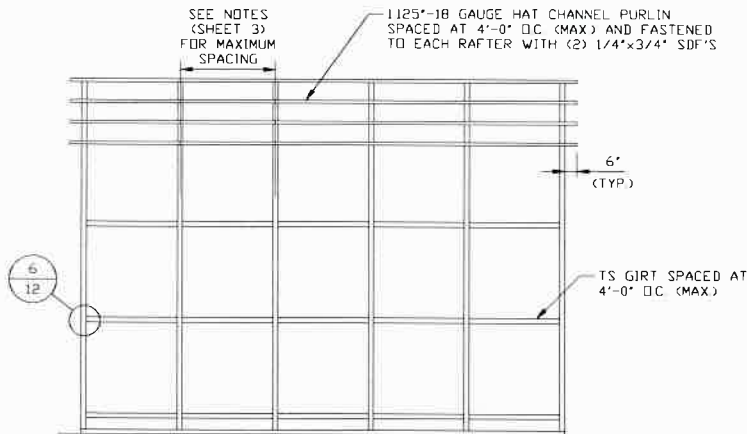 SEE NOTES
(SHEET 3)
FOR MAXIMUM
SPACING
1125"-18 GAUGE HAT CHANNEL PURLIN
SPACED AT 4'-0" O.C. (MAX) AND FASTENED
TO EACH RAFTER WITH (2) 1/4"x3/4" SDF'S
6"
(TYP.)
6
12
TS GIRT SPACED AT
4'-0" O.C. (MAX)